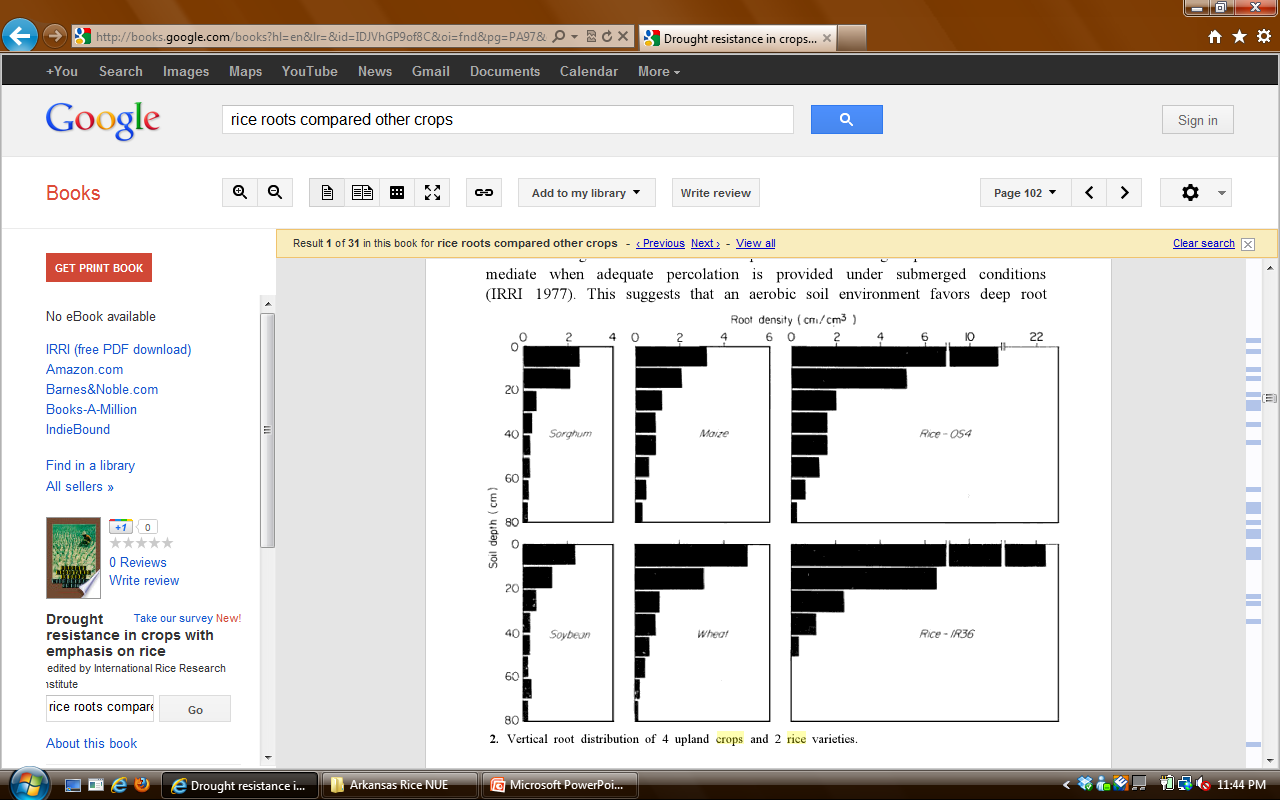 http://books.google.com/books?hl=en&lr=&id=IDJVhGP9of8C&oi=fnd&pg=PA97&
Drought resistance in crops...
+You Search Images Maps YouTube News Gmail Documents Calendar More
Google
rice roots compared other crops
Sign in
Books
Add to my library
Write review
Page 102
Result 1 of 31 in this book for rice roots compared other crops - ‹ Previous Next › - View all
Clear search
GET PRINT BOOK
No eBook available
IRRI (free PDF download)
Amazon.com
Barnes&Noble.com
Books-A-Million
IndieBound
Find in a library
All sellers »
+1 0
0 Reviews
Write review
Take our survey New!
Drought
resistance in crops with
emphasis on rice
edited by International Rice Research
nstitute
rice roots compare
Go
About this book
mediate when adequate percolation is provided under submerged conditions
(IRRI 1977). This suggests that an aerobic soil environment favors deep root
Root density (cm/cm³)
0 2 4 0 2 4 6 0 2 4 6 10 22
0
20
40
60
80
Sorghum
Maize
Rice - OS4
Soil depth (cm)
0
20
40
60
80
Soybean
Wheat
Rice - IR36
2. Vertical root distribution of 4 upland crops and 2 rice varieties.
Drought resistance i...
Arkansas Rice NUE
Microsoft PowerPoi...
11:44 PM